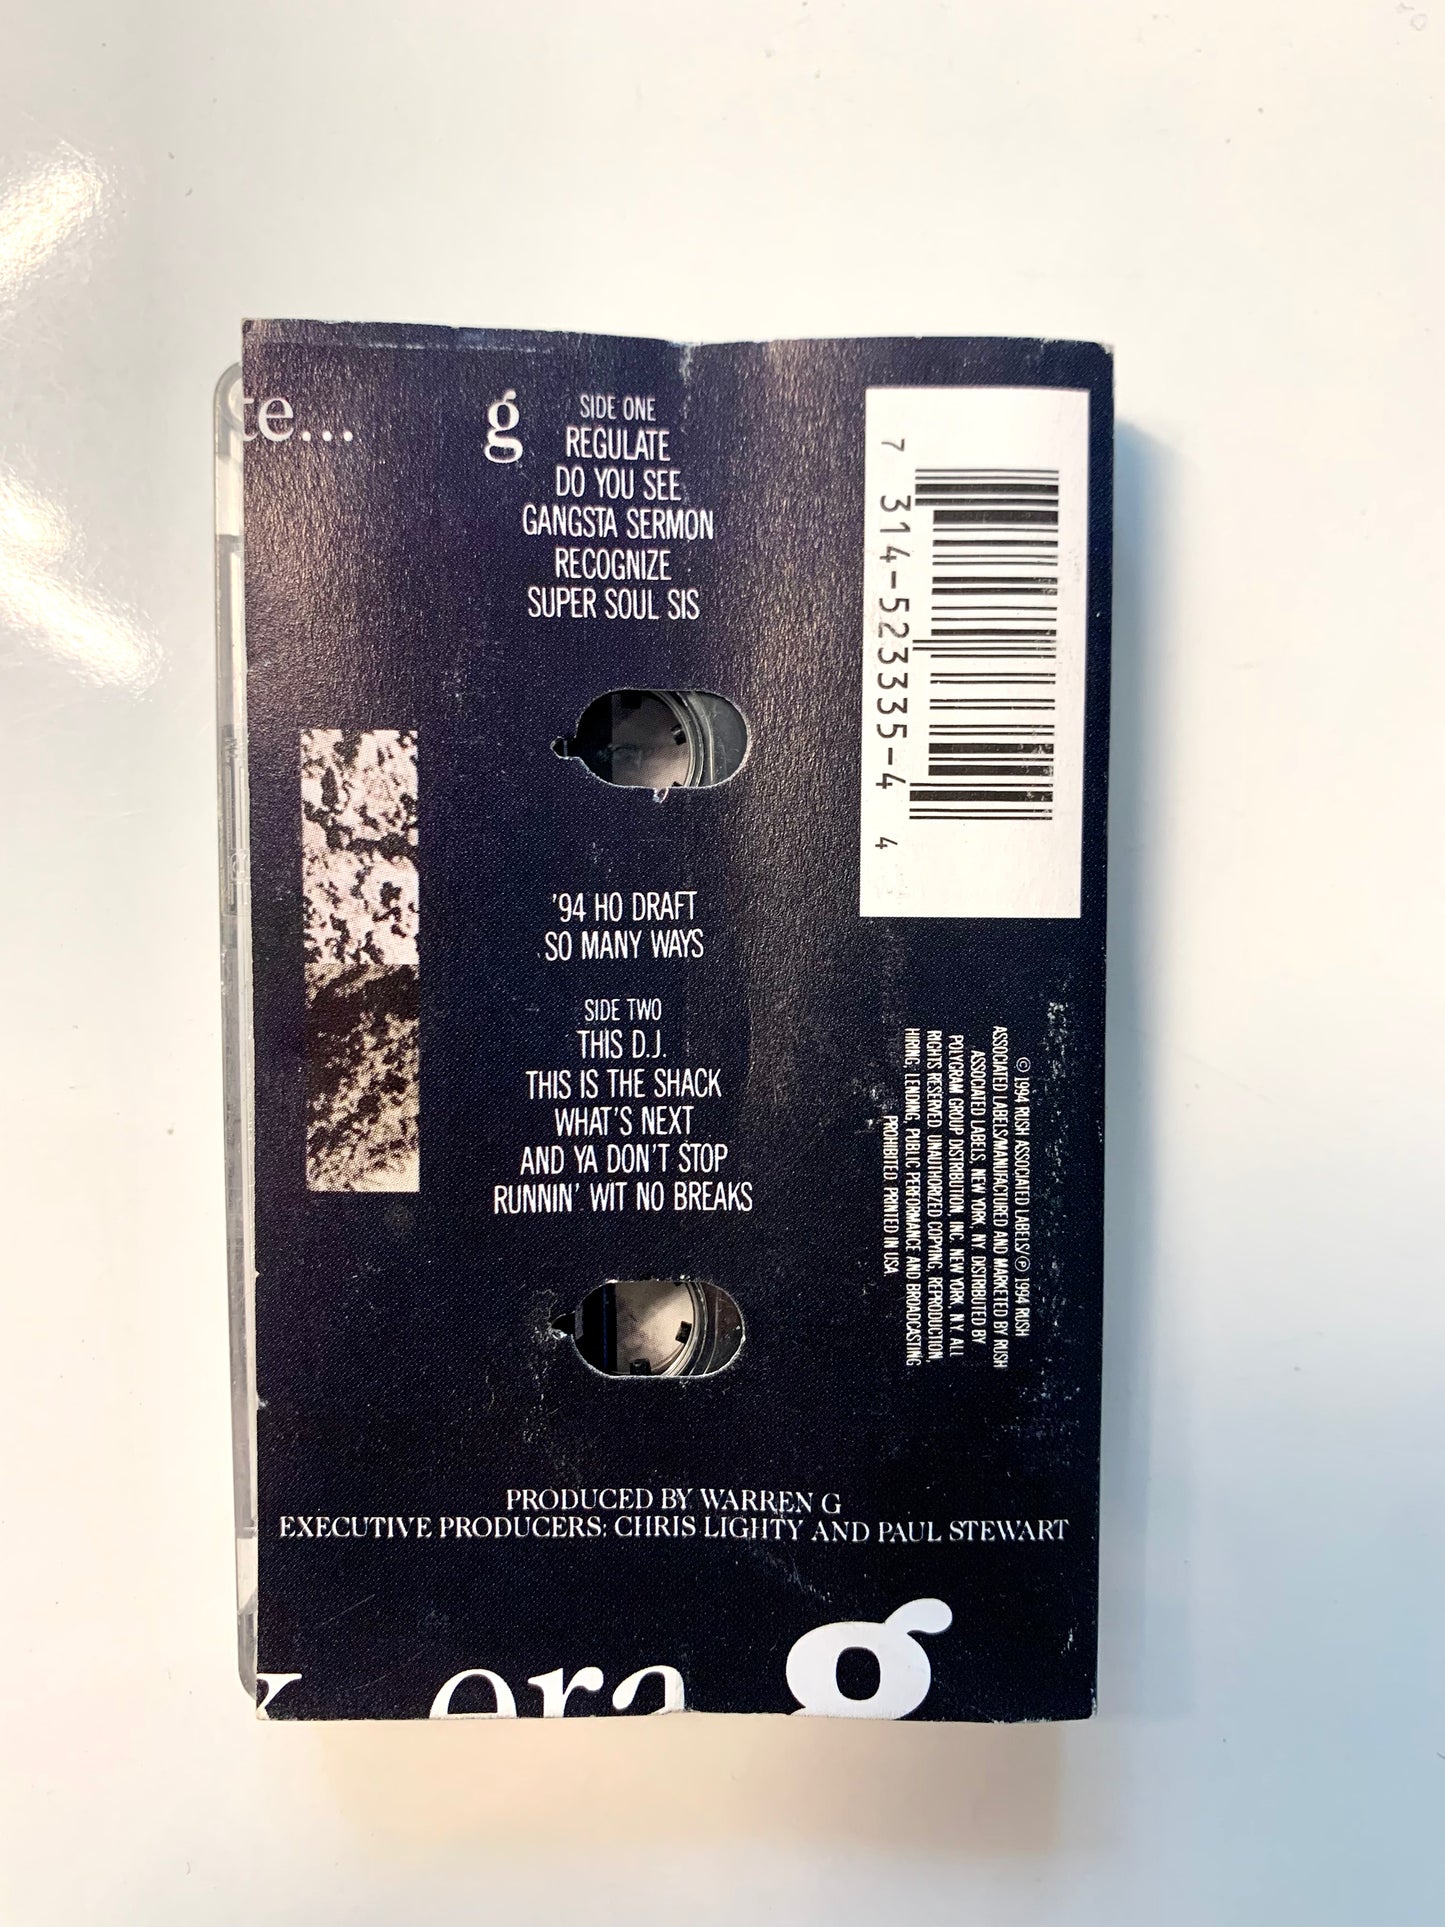 te...
g
SIDE ONE
REGULATE
DO YOU SEE
GANGSTA SERMON
RECOGNIZE
SUPER SOUL SIS
'94 HO DRAFT
SO MANY WAYS
SIDE TWO
THIS D.J.
THIS IS THE SHACK
WHAT'S NEXT
AND YA DON'T STOP
RUNNIN' WIT NO BREAKS
7 314-523335-4 4
© 1994 RUSH ASSOCIATED LABELS/℗ 1994 RUSH
ASSOCIATED LABELS/MANUFACTURED AND MARKETED BY RUSH
ASSOCIATED LABELS, NEW YORK, NY. DISTRIBUTED BY
POLYGRAM GROUP DISTRIBUTION, INC. NEW YORK, N.Y. ALL
RIGHTS RESERVED. UNAUTHORIZED COPYING, REPRODUCTION,
HIRING, LENDING, PUBLIC PERFORMANCE AND BROADCASTING
PROHIBITED. PRINTED IN USA.
PRODUCED BY WARREN G
EXECUTIVE PRODUCERS: CHRIS LIGHTY AND PAUL STEWART
era g